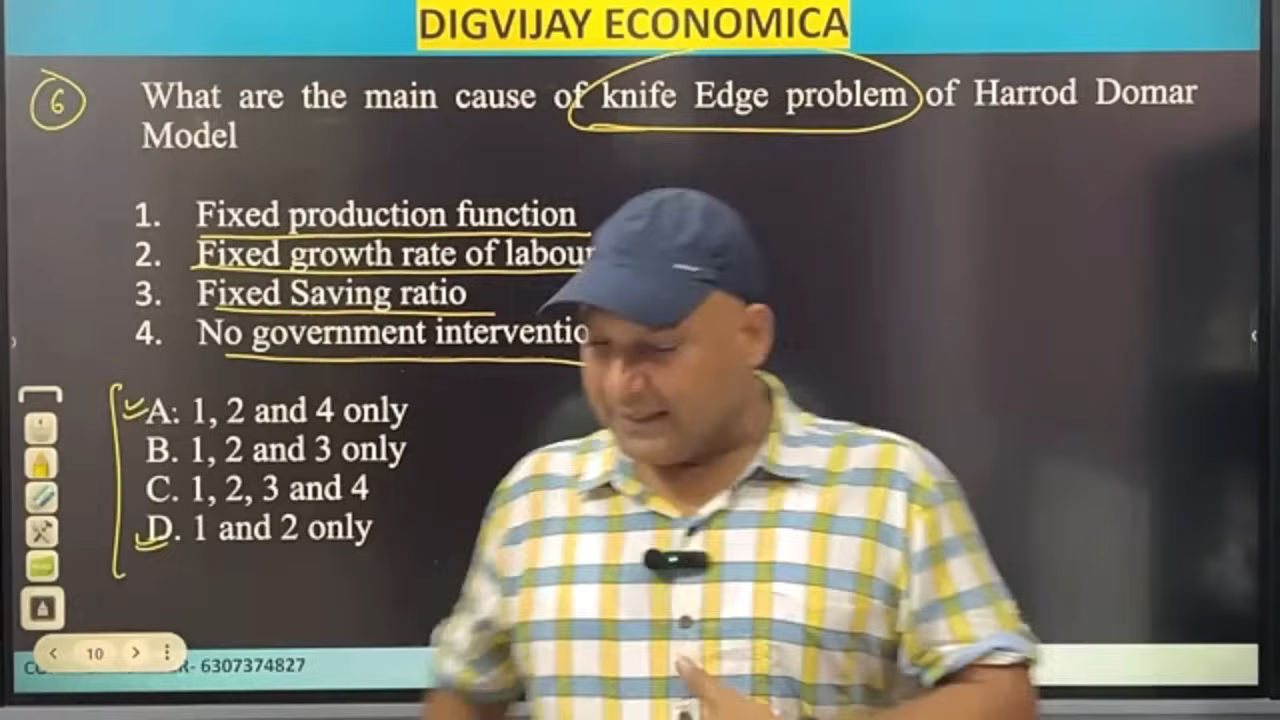 DIGVIJAY ECONOMICA
6
What are the main cause of knife Edge problem of Harrod Domar
Model
1. Fixed production function
2. Fixed growth rate of labour
3. Fixed Saving ratio
4. No government interventio
A: 1, 2 and 4 only
B. 1, 2 and 3 only
C. 1, 2, 3 and 4
D. 1 and 2 only
10
R- 6307374827